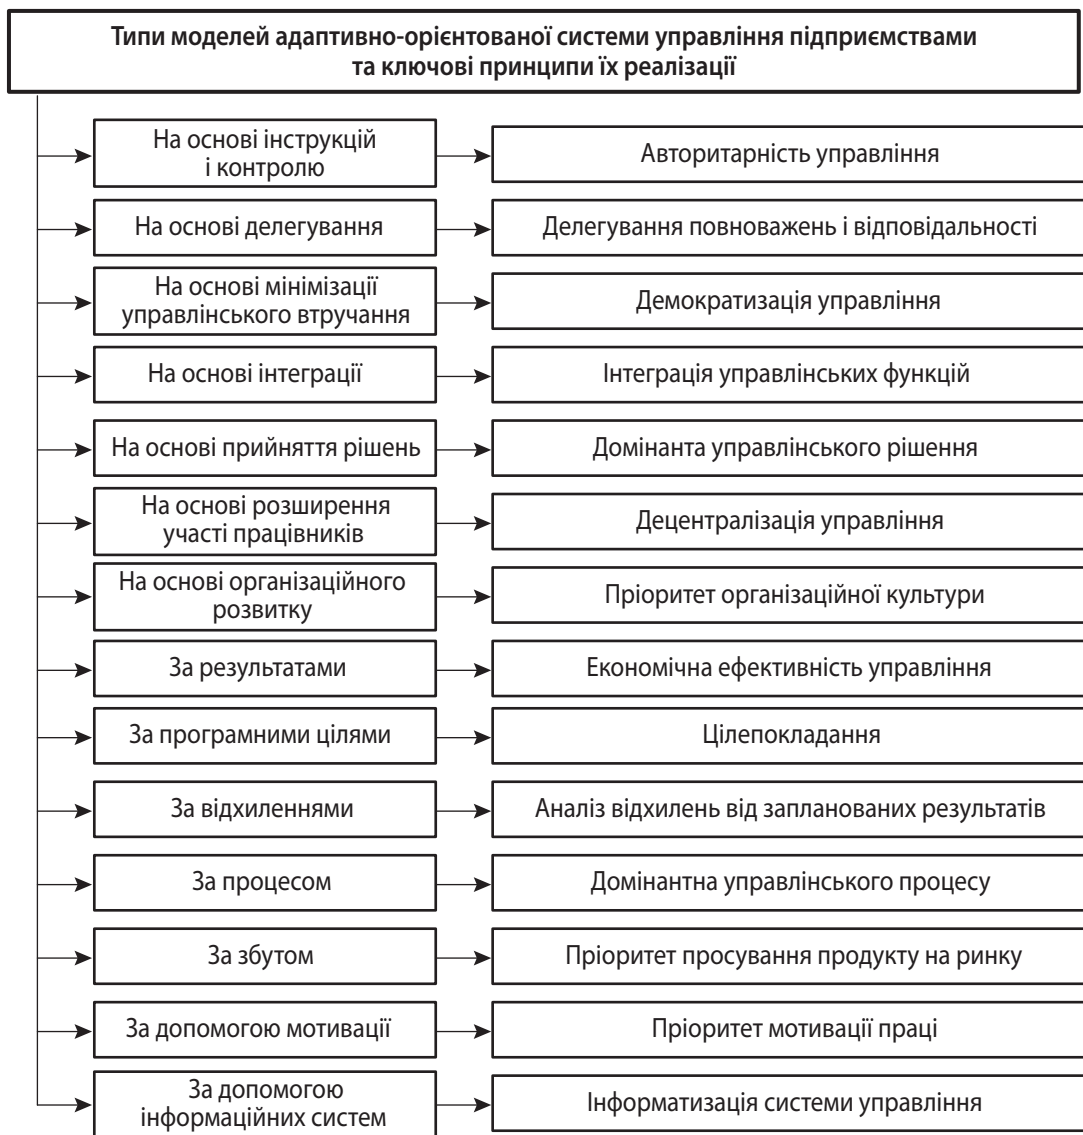 Типи моделей адаптивно-орієнтованої системи управління підприємствами
та ключові принципи їх реалізації
На основі інструкцій
і контролю
Авторитарність управління
На основі делегування
Делегування повноважень і відповідальності
На основі мінімізації
управлінського втручання
Демократизація управління
На основі інтеграції
Інтеграція управлінських функцій
На основі прийняття рішень
Домінанта управлінського рішення
На основі розширення
участі працівників
Децентралізація управління
На основі організаційного
розвитку
Пріоритет організаційної культури
За результатами
Економічна ефективність управління
За програмними цілями
Цілепокладання
За відхиленнями
Аналіз відхилень від запланованих результатів
За процесом
Домінантна управлінського процесу
За збутом
Пріоритет просування продукту на ринку
За допомогою мотивації
Пріоритет мотивації праці
За допомогою
інформаційних систем
Інформатизація системи управління